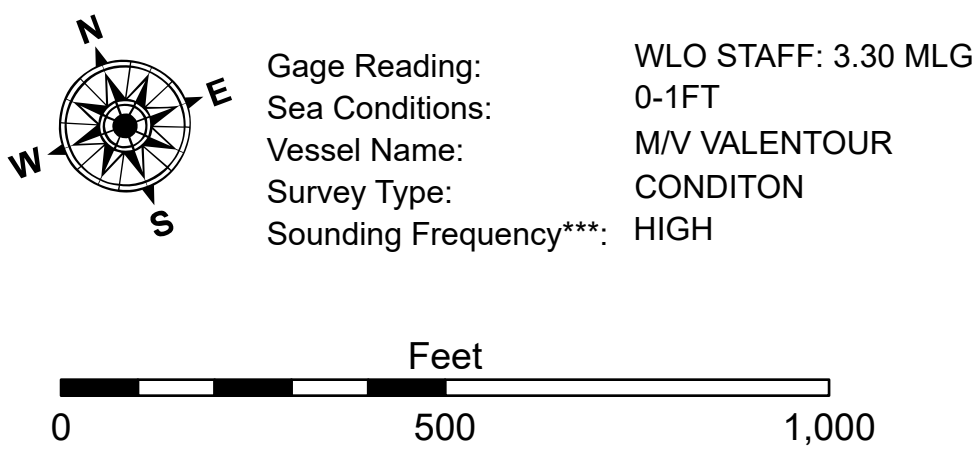 N
E
W
S
Gage Reading: WLO STAFF: 3.30 MLG
Sea Conditions: 0-1FT
Vessel Name: M/V VALENTOUR
Survey Type: CONDITON
Sounding Frequency***: HIGH
Feet
0 500 1,000